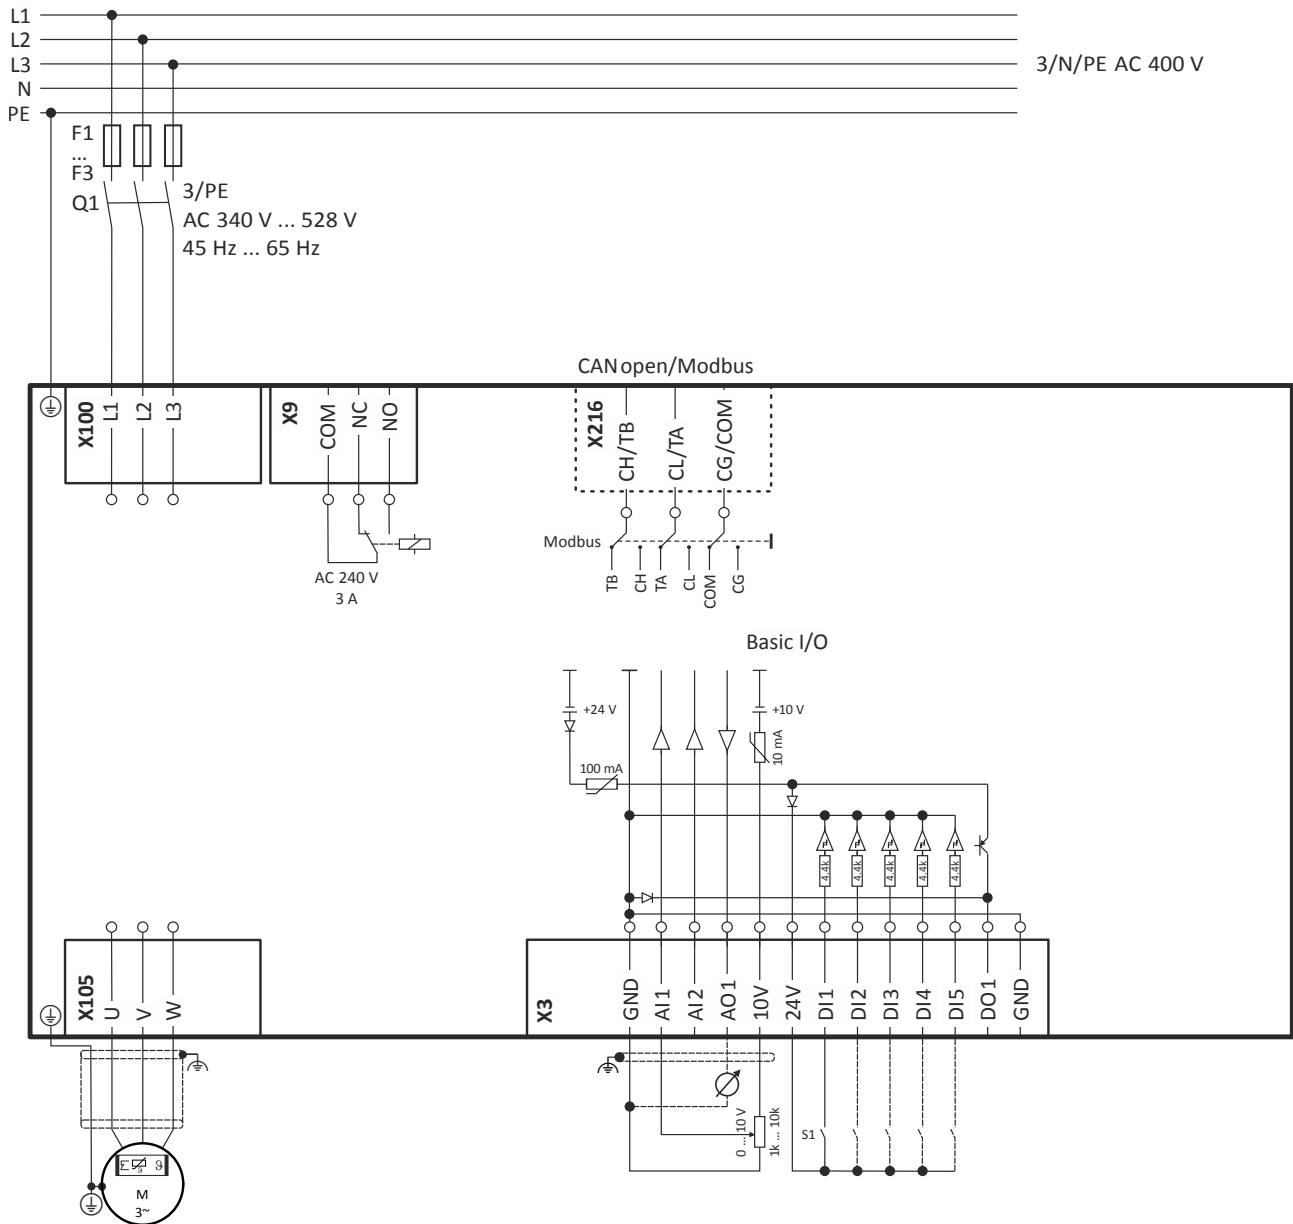 L1
L2
L3
N
PE
3/N/PE AC 400 V
F1
...
F3
Q1
3/PE
AC 340 V ... 528 V
45 Hz ... 65 Hz
CANopen/Modbus
X100
L1
L2
L3
X9
COM
NC
NO
X216
CH/TB
CL/TA
CG/COM
AC 240 V
3 A
Modbus
TB
CH
TA
CL
COM
CG
Basic I/O
+24 V
+10 V
100 mA
10 mA
4.4k
4.4k
4.4k
4.4k
4.4k
X105
U
V
W
X3
GND
AI1
AI2
AO1
10V
24V
DI1
DI2
DI3
DI4
DI5
DO1
GND
0 ... 10 V
1k ... 10k
S1
ϑ
M
3~